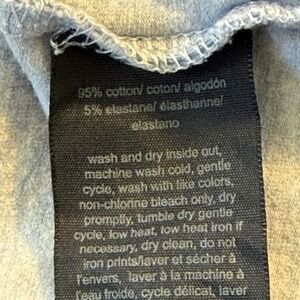 95% cotton/ coton/ algodón
5% elastane/ élasthanne/
elastano
wash and dry inside out,
machine wash cold, gentle
cycle, wash with like colors,
non-chlorine bleach only, dry
promptly, tumble dry gentle
cycle, low heat, low heat iron if
necessary, dry clean, do not
iron prints/laver et sécher à
l'envers, laver à la machine à
l'eau froide, cycle délicat, laver